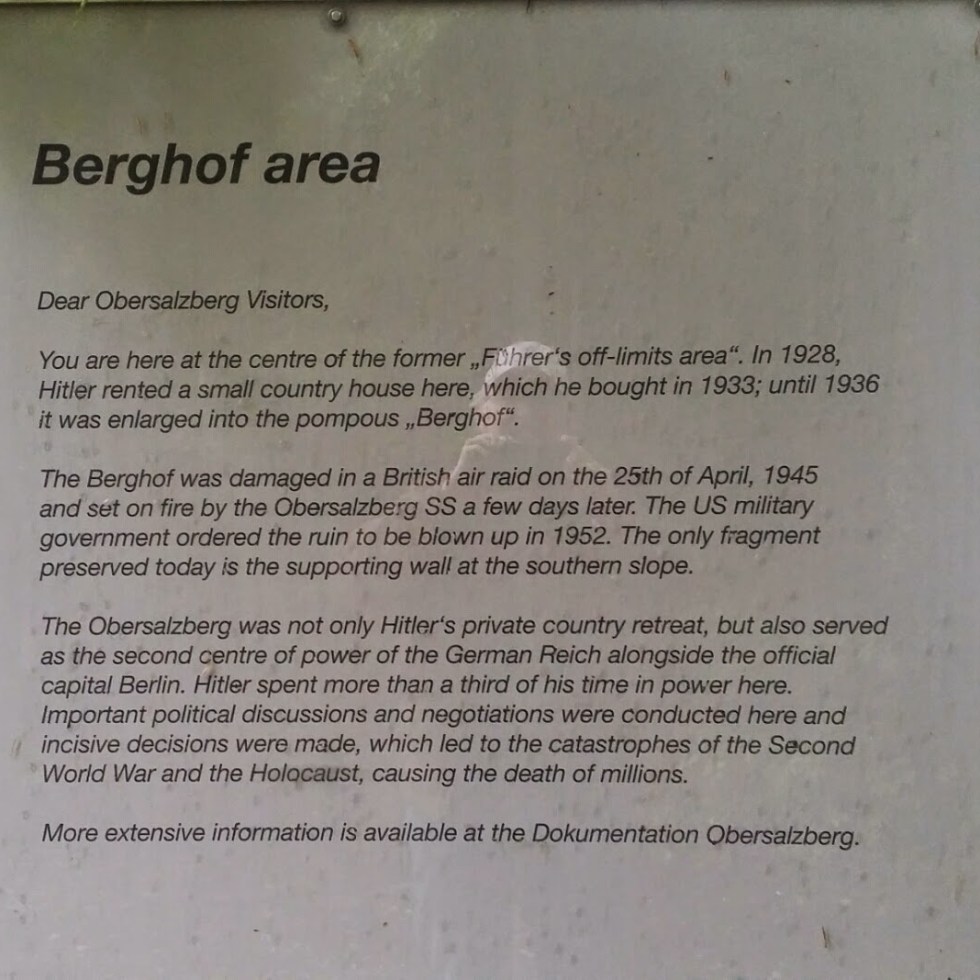 Berghof area
Dear Obersalzberg Visitors,
You are here at the centre of the former „Führer‘s off-limits area“. In 1928,
Hitler rented a small country house here, which he bought in 1933; until 1936
it was enlarged into the pompous „Berghof“.
The Berghof was damaged in a British air raid on the 25th of April, 1945
and set on fire by the Obersalzberg SS a few days later. The US military
government ordered the ruin to be blown up in 1952. The only fragment
preserved today is the supporting wall at the southern slope.
The Obersalzberg was not only Hitler‘s private country retreat, but also served
as the second centre of power of the German Reich alongside the official
capital Berlin. Hitler spent more than a third of his time in power here.
Important political discussions and negotiations were conducted here and
incisive decisions were made, which led to the catastrophes of the Second
World War and the Holocaust, causing the death of millions.
More extensive information is available at the Dokumentation Obersalzberg.